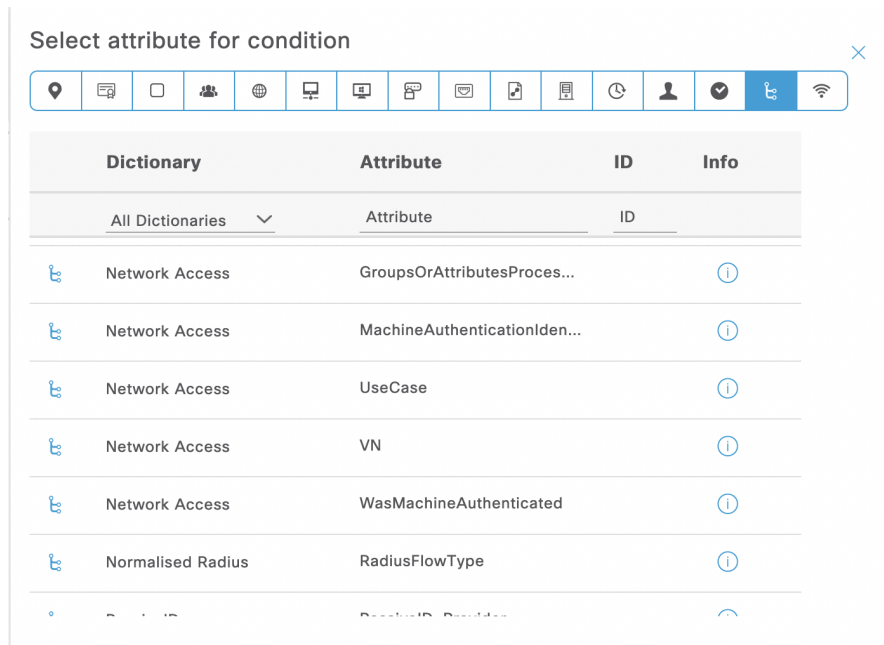 Select attribute for condition
Dictionary Attribute ID Info
All Dictionaries Attribute ID
Network Access GroupsOrAttributesProces...
Network Access MachineAuthenticationIden...
Network Access UseCase
Network Access VN
Network Access WasMachineAuthenticated
Normalised Radius RadiusFlowType